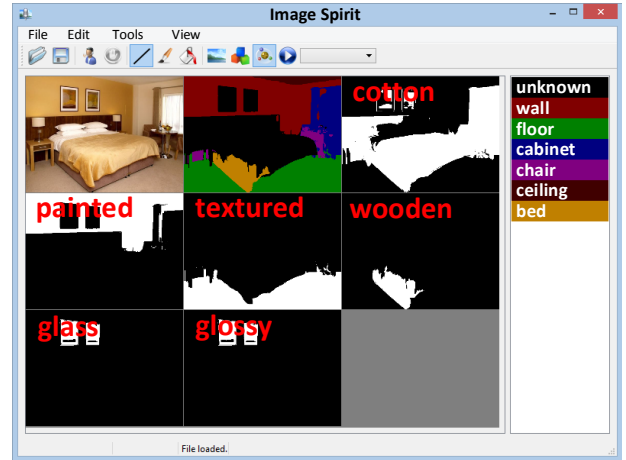 Image Spirit
File Edit Tools View
cotton
painted textured wooden
glass glossy
unknown
wall
floor
cabinet
chair
ceiling
bed
File loaded.